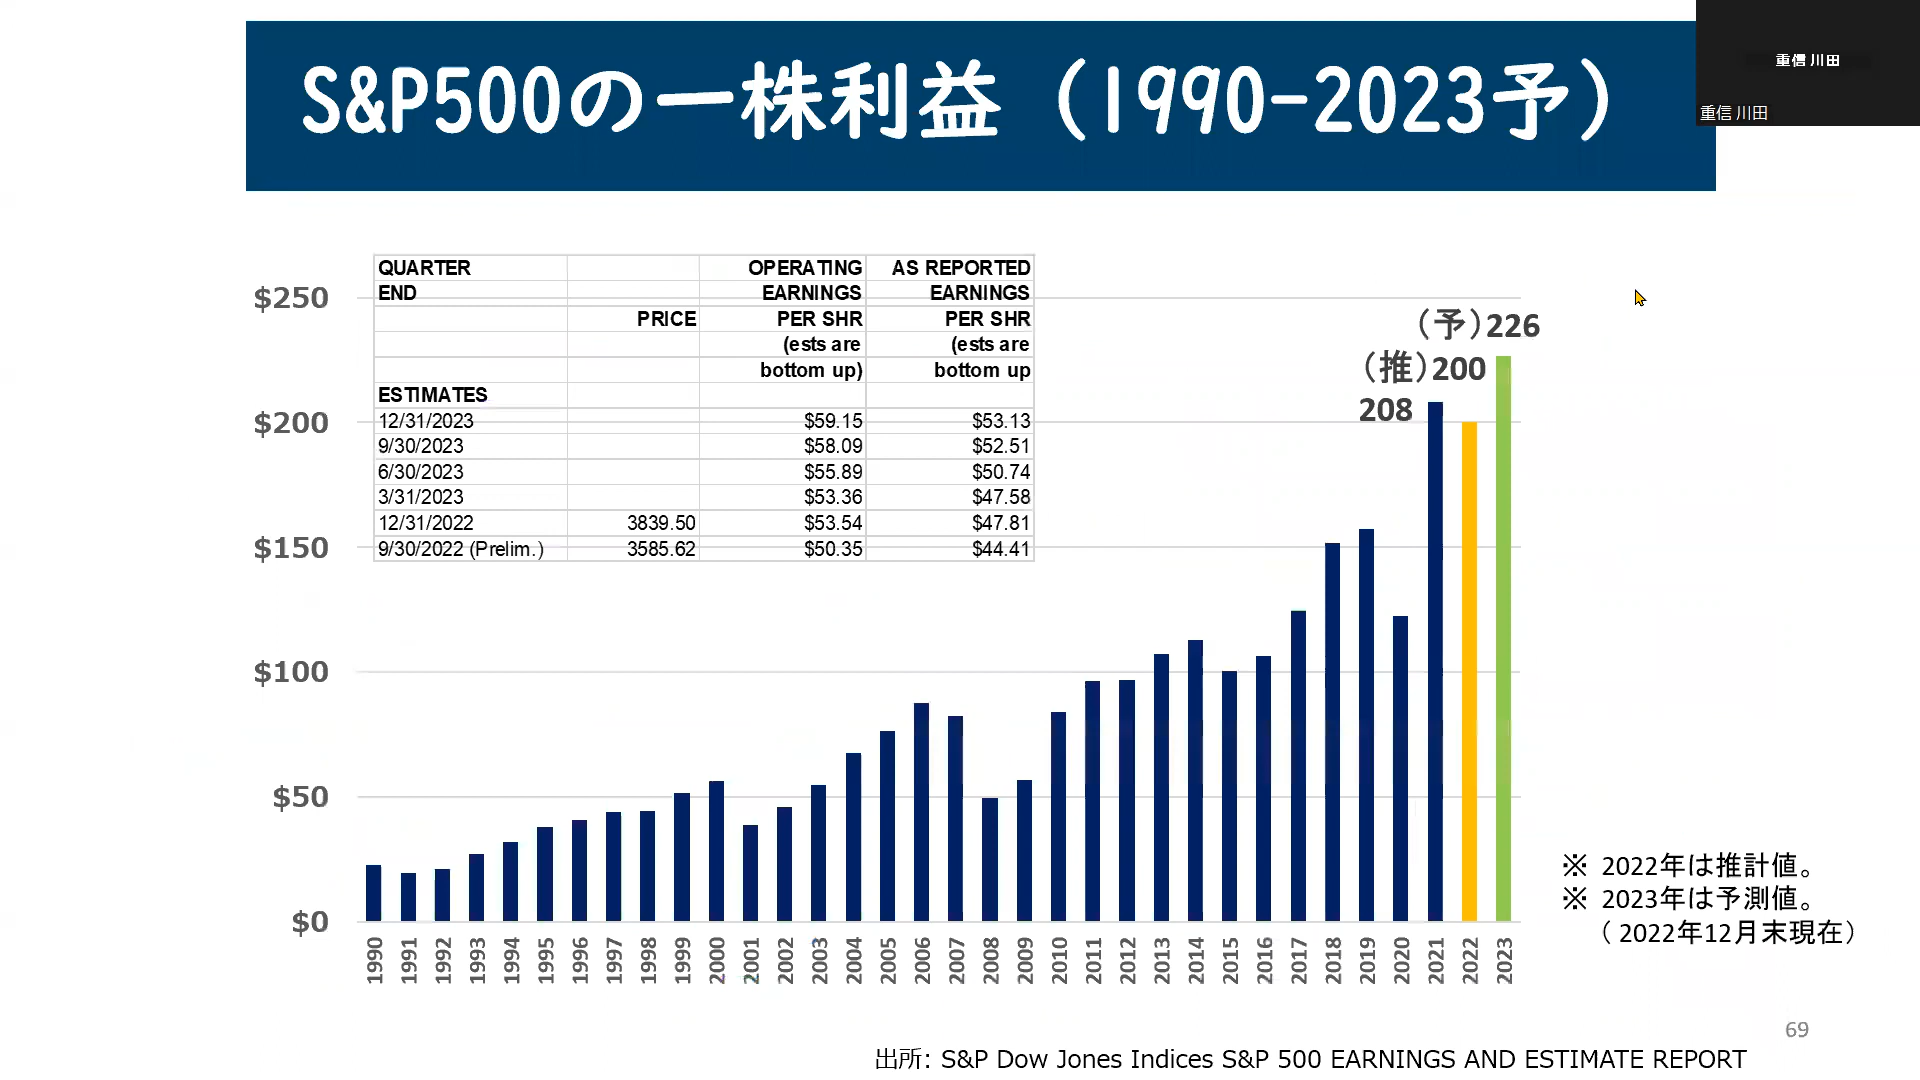 S&P500の一株利益（1990-2023予）
重信 川田
重信 川田
QUARTER OPERATING AS REPORTED
END EARNINGS EARNINGS
PRICE PER SHR PER SHR
(ests are (ests are
bottom up) bottom up
ESTIMATES
12/31/2023 $59.15 $53.13
9/30/2023 $58.09 $52.51
6/30/2023 $55.89 $50.74
3/31/2023 $53.36 $47.58
12/31/2022 3839.50 $53.54 $47.81
9/30/2022 (Prelim.) 3585.62 $50.35 $44.41
$250
$200
$150
$100
$50
$0
（予）226
（推）200
208
1990 1991 1992 1993 1994 1995 1996 1997 1998 1999 2000 2001 2002 2003 2004 2005 2006 2007 2008 2009 2010 2011 2012 2013 2014 2015 2016 2017 2018 2019 2020 2021 2022 2023
※ 2022年は推計値。
※ 2023年は予測値。
（ 2022年12月末現在）
69
出所: S&P Dow Jones Indices S&P 500 EARNINGS AND ESTIMATE REPORT